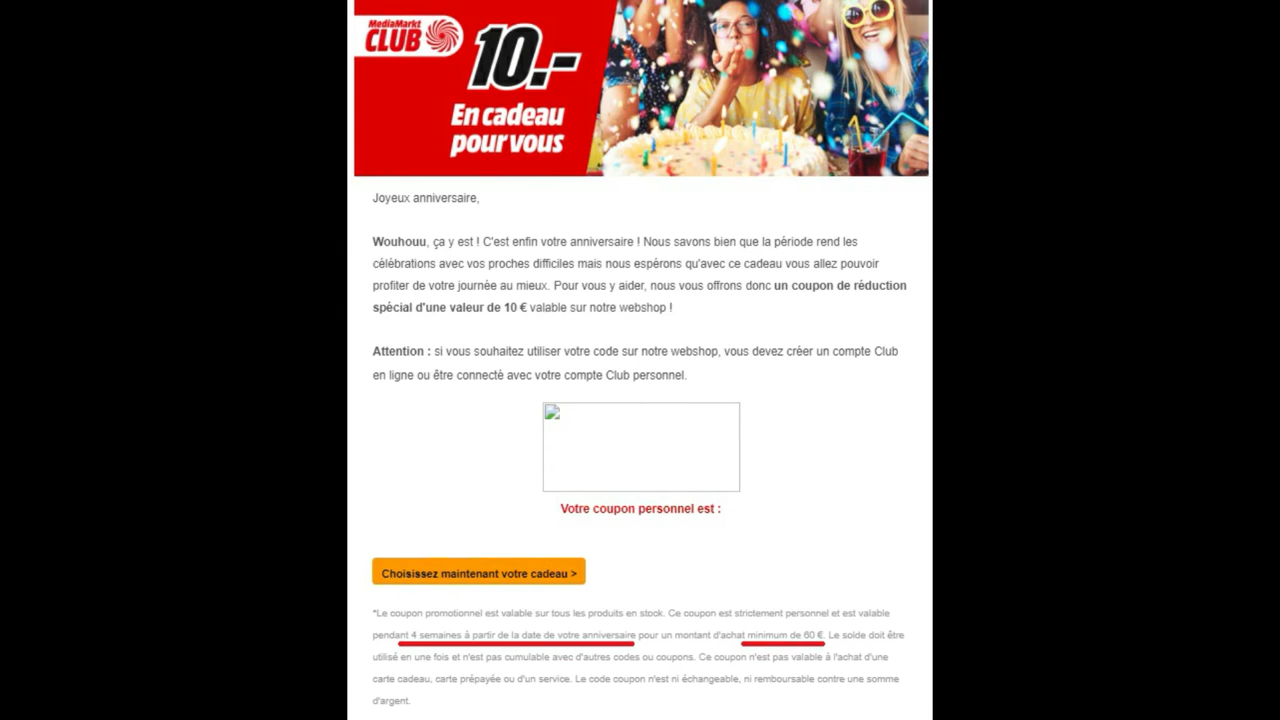 MediaMarkt
CLUB
10.-
En cadeau
pour vous
Joyeux anniversaire,
Wouhouu, ça y est ! C'est enfin votre anniversaire ! Nous savons bien que la période rend les
célébrations avec vos proches difficiles mais nous espérons qu'avec ce cadeau vous allez pouvoir
profiter de votre journée au mieux. Pour vous y aider, nous vous offrons donc un coupon de réduction
spécial d'une valeur de 10 € valable sur notre webshop !
Attention : si vous souhaitez utiliser votre code sur notre webshop, vous devez créer un compte Club
en ligne ou être connecté avec votre compte Club personnel.
Votre coupon personnel est :
Choisissez maintenant votre cadeau >
*Le coupon promotionnel est valable sur tous les produits en stock. Ce coupon est strictement personnel et est valable
pendant 4 semaines à partir de la date de votre anniversaire pour un montant d'achat minimum de 60 €. Le solde doit être
utilisé en une fois et n'est pas cumulable avec d'autres codes ou coupons. Ce coupon n'est pas valable à l'achat d'une
carte cadeau, carte prépayée ou d'un service. Le code coupon n'est ni échangeable, ni remboursable contre une somme
d'argent.